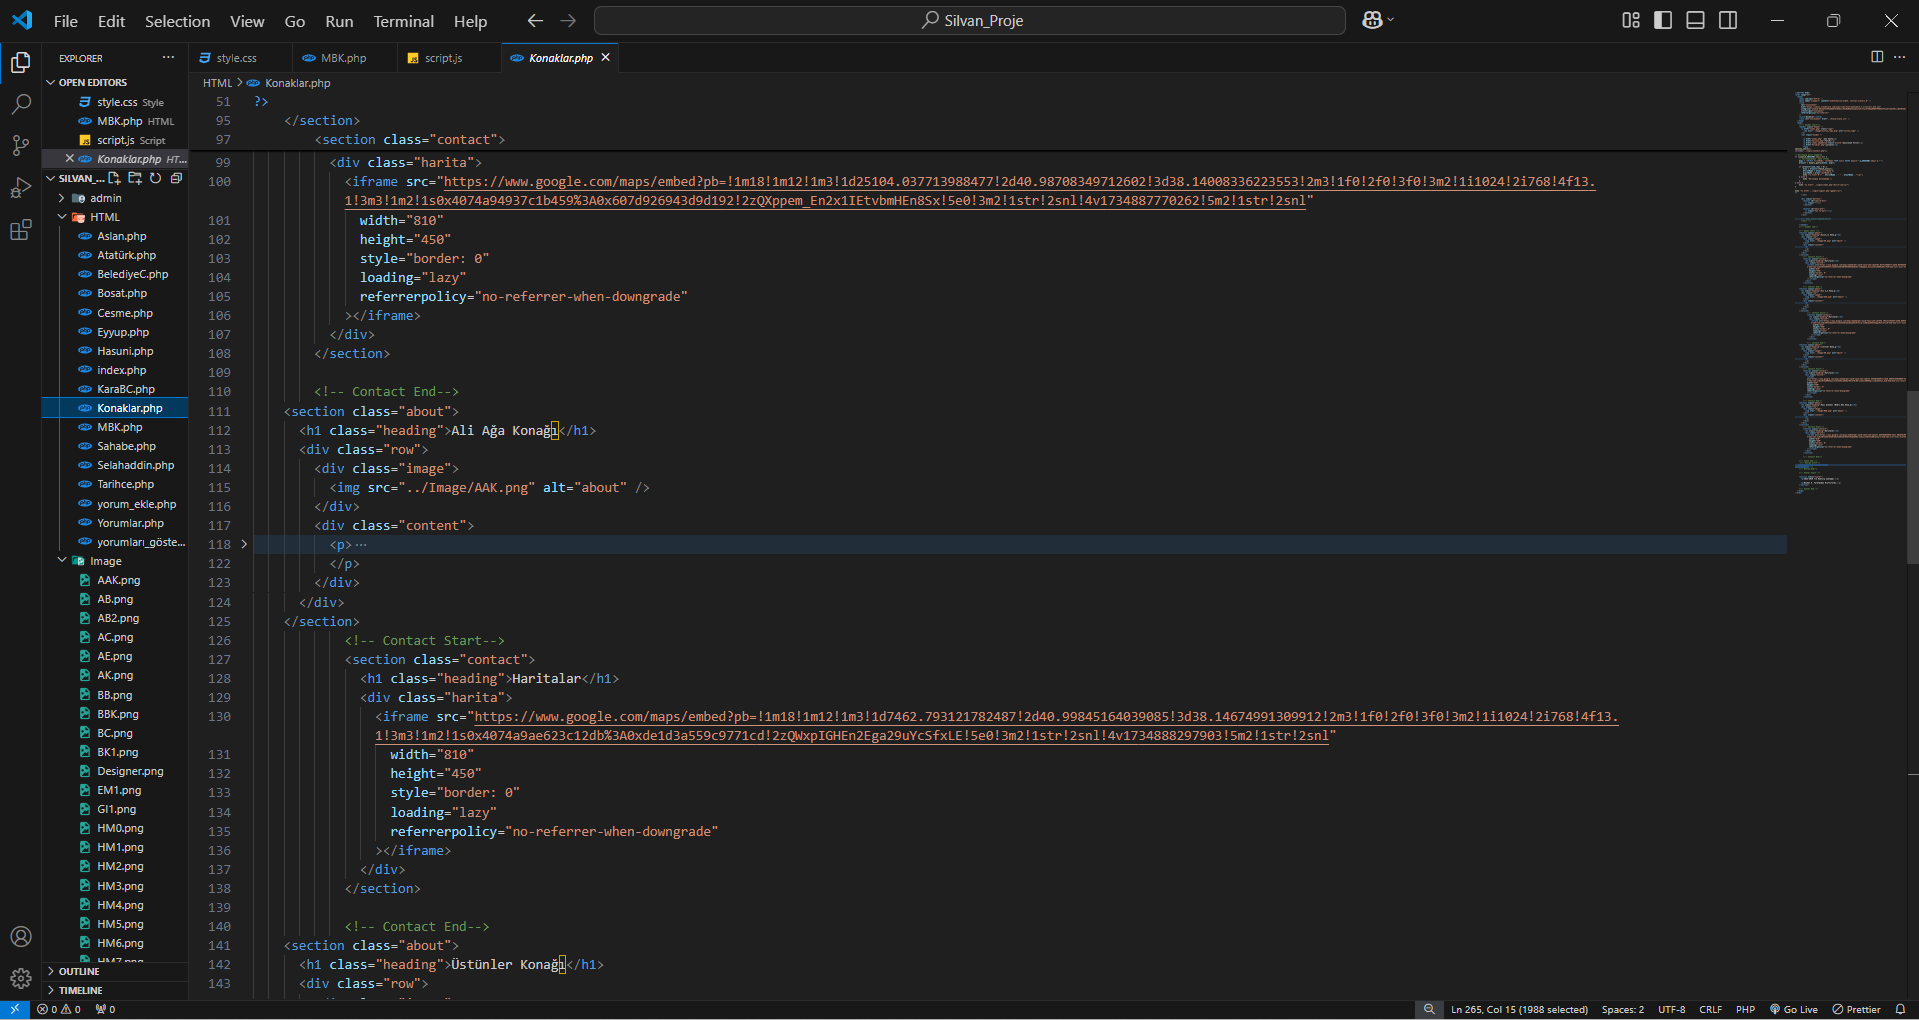 File Edit Selection View Go Run Terminal Help
Silvan_Proje
EXPLORER
OPEN EDITORS
style.css Style
MBK.php HTML
script.js Script
Konaklar.php HT...
SILVAN_...
admin
HTML
Aslan.php
Atatürk.php
BelediyeC.php
Bosat.php
Cesme.php
Eyyup.php
Hasuni.php
index.php
KaraBC.php
Konaklar.php
MBK.php
Sahabe.php
Selahaddin.php
Tarihce.php
yorum_ekle.php
Yorumlar.php
yorumları_göste...
Image
AAK.png
AB.png
AB2.png
AC.png
AE.png
AK.png
BB.png
BBK.png
BC.png
BK1.png
Designer.png
EM1.png
GI1.png
HM0.png
HM1.png
HM2.png
HM3.png
HM4.png
HM5.png
HM6.png
HM7.png
OUTLINE
TIMELINE
style.css MBK.php script.js Konaklar.php
HTML > Konaklar.php
51 ?>
95 </section>
97 <section class="contact">
99 <div class="harita">
100 <iframe src="https://www.google.com/maps/embed?pb=!1m18!1m12!1m3!1d25104.037713988477!2d40.98708349712602!3d38.14008336223553!2m3!1f0!2f0!3f0!3m2!1i1024!2i768!4f13.
1!3m3!1m2!1s0x4074a94937c1b459%3A0x607d926943d9d192!2zQXppem_En2x1IEtvbmHEn8Sx!5e0!3m2!1str!2snl!4v1734887770262!5m2!1str!2snl"
101 width="810"
102 height="450"
103 style="border: 0"
104 loading="lazy"
105 referrerpolicy="no-referrer-when-downgrade"
106 ></iframe>
107 </div>
108 </section>
109
110 <!-- Contact End-->
111 <section class="about">
112 <h1 class="heading">Ali Ağa Konağı</h1>
113 <div class="row">
114 <div class="image">
115 <img src="../Image/AAK.png" alt="about" />
116 </div>
117 <div class="content">
118 <p>···
122 </p>
123 </div>
124 </div>
125 </section>
126 <!-- Contact Start-->
127 <section class="contact">
128 <h1 class="heading">Haritalar</h1>
129 <div class="harita">
130 <iframe src="https://www.google.com/maps/embed?pb=!1m18!1m12!1m3!1d7462.793121782487!2d40.99845164039085!3d38.14674991309912!2m3!1f0!2f0!3f0!3m2!1i1024!2i768!4f13.
1!3m3!1m2!1s0x4074a9ae623c12db%3A0xde1d3a559c9771cd!2zQWxpIGHEn2Ega29uYcSfxLE!5e0!3m2!1str!2snl!4v1734888297903!5m2!1str!2snl"
131 width="810"
132 height="450"
133 style="border: 0"
134 loading="lazy"
135 referrerpolicy="no-referrer-when-downgrade"
136 ></iframe>
137 </div>
138 </section>
139
140 <!-- Contact End-->
141 <section class="about">
142 <h1 class="heading">Üstünler Konağı</h1>
143 <div class="row">
0 0 0
Ln 265, Col 15 (1988 selected) Spaces: 2 UTF-8 CRLF PHP Go Live Prettier